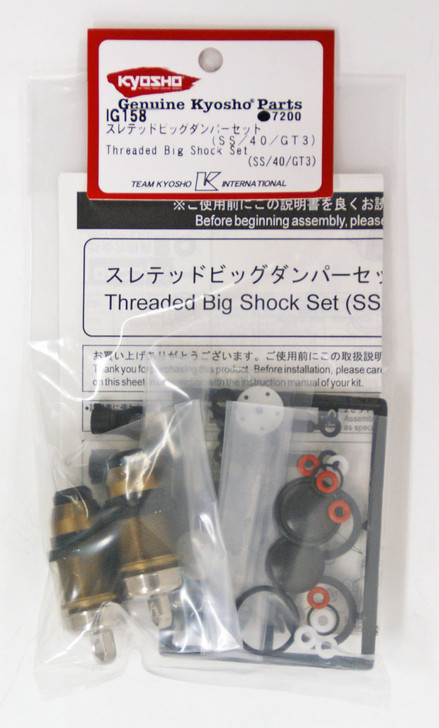 KYOSHO
Genuine Kyosho® Parts
IG158 ●7200
スレテッドビッグダンパーセット
(SS/40/GT3)
Threaded Big Shock Set
(SS/40/GT3)
TEAM KYOSHO K INTERNATIONAL
※ご使用前にこの説明書を良くお読
Before beginning assembly, please
スレテッドビッグダンパーセッ
Threaded Big Shock Set (SS
お買い上げありがとうございます。ご使用前にこの取扱説明
Thank you for purchasing this product. Before installation, please care
on this sheet with the instruction manual of your kit.
Assemb
as spec